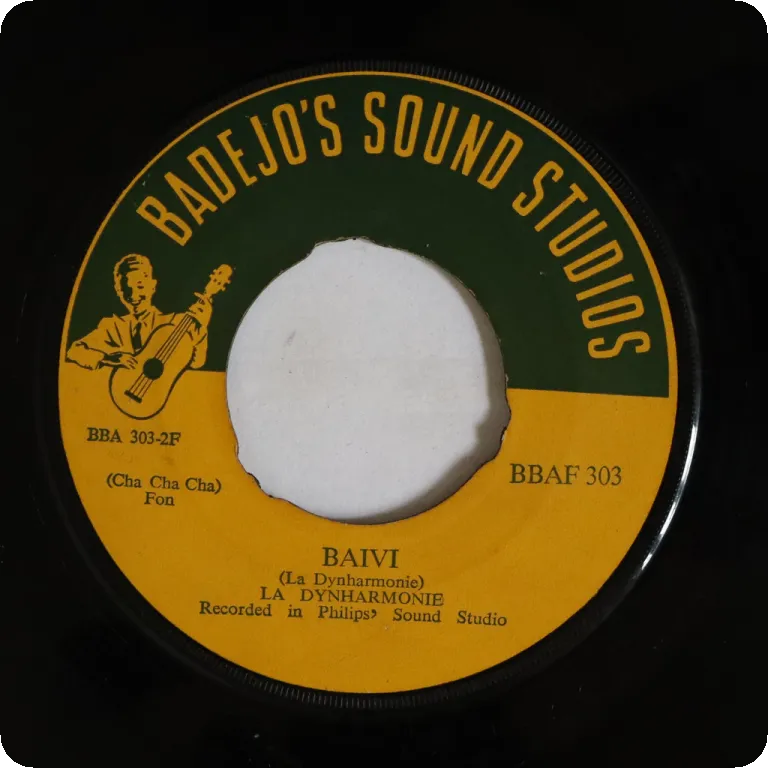 BADEJO'S SOUND STUDIOS
BBA 303-2F
(Cha Cha Cha)
Fon
BBAF 303
BAIVI
(La Dynharmonie)
LA DYNHARMONIE
Recorded in Philips' Sound Studio